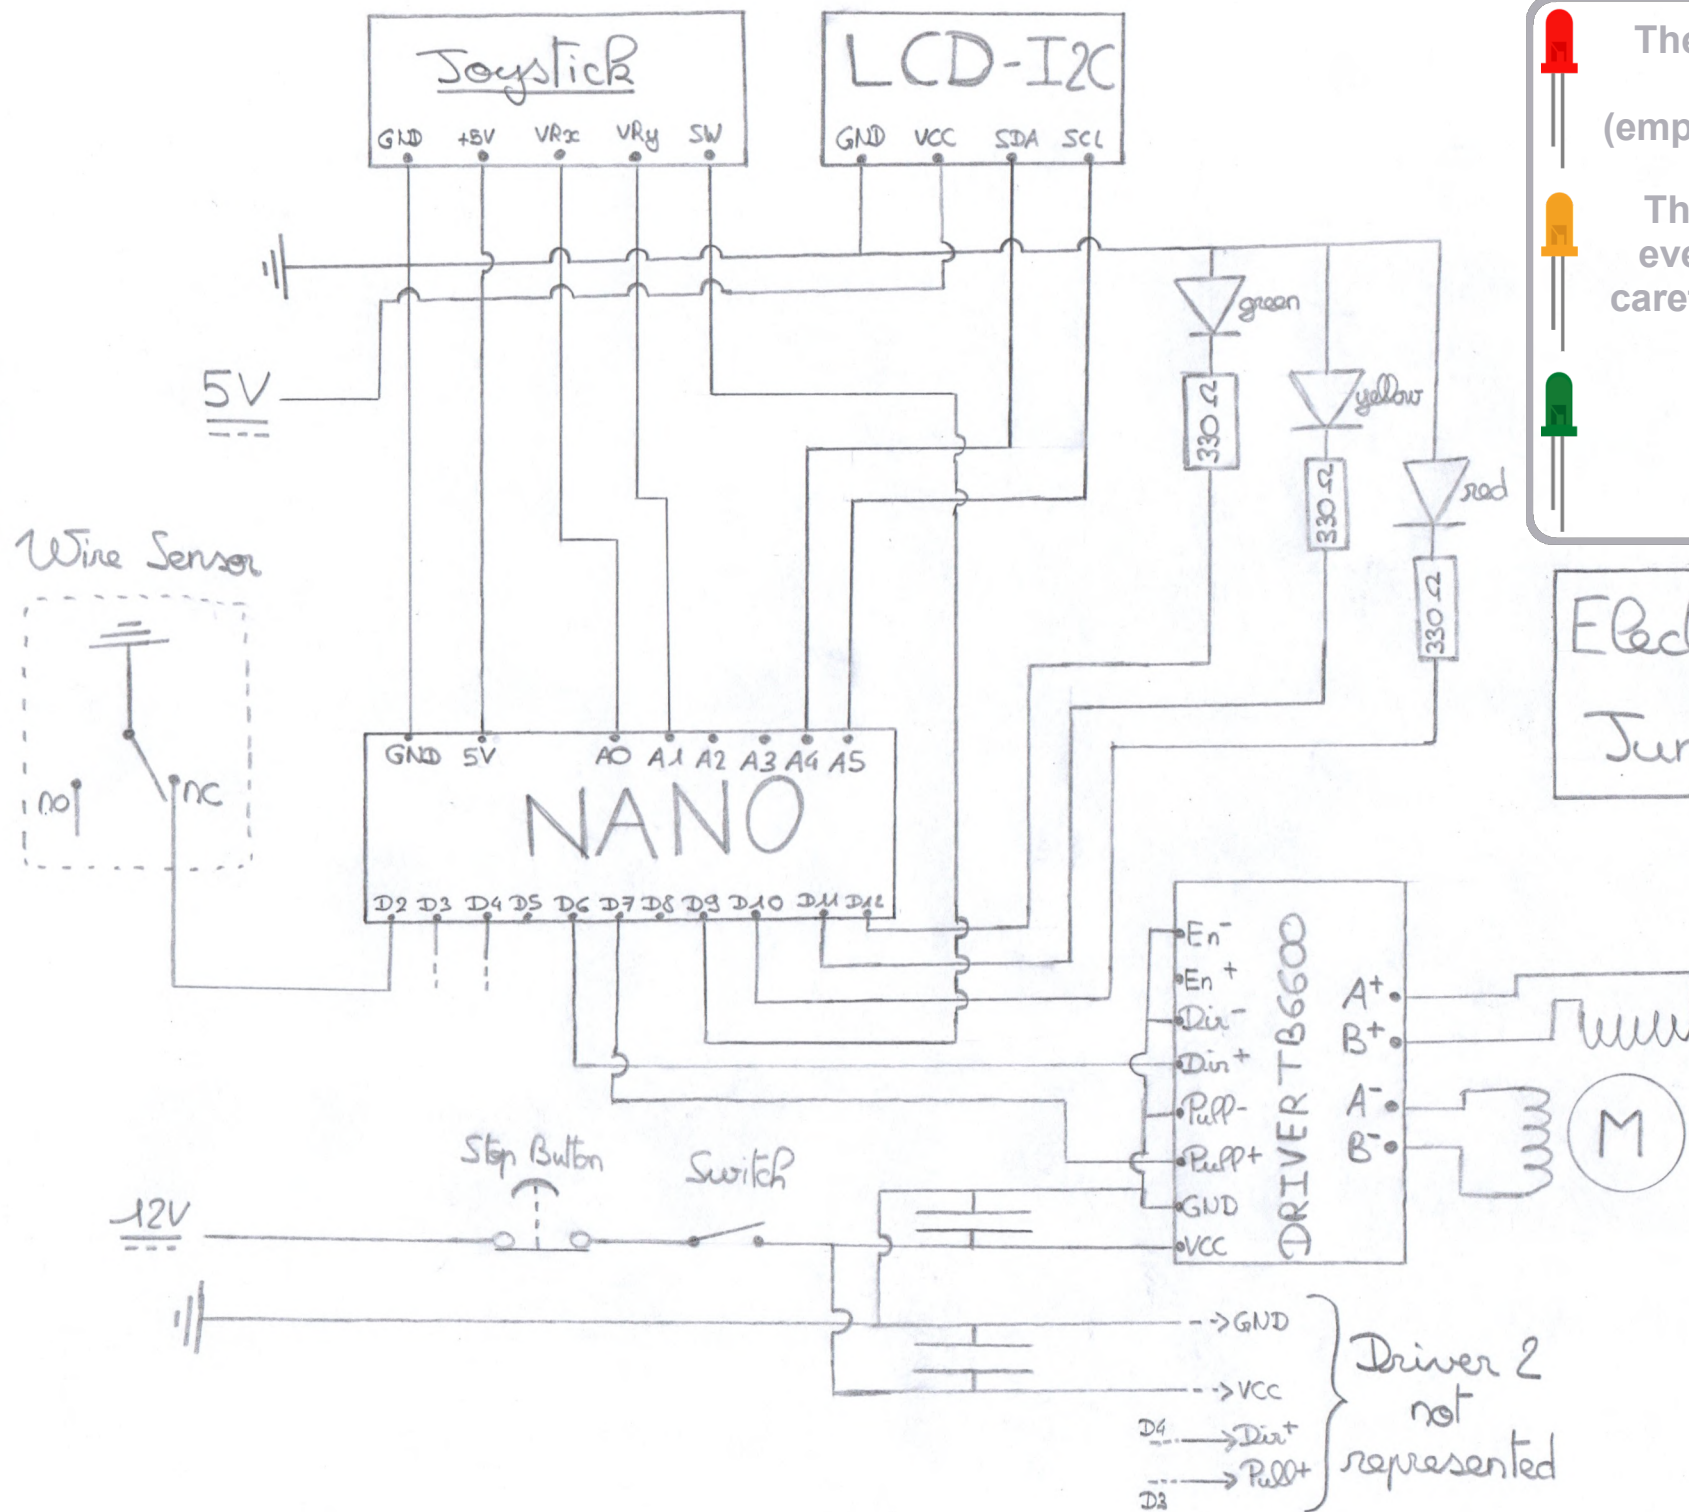 Joystick
GND +5V VRx VRy SW
LCD-I2C
GND VCC SDA SCL
5V
green
330Ω
yellow
330Ω
red
330Ω
Wire Sensor
no
nc
GND 5V A0 A1 A2 A3 A4 A5
NANO
D2 D3 D4 D5 D6 D7 D8 D9 D10 D11 D12
DRIVER TB6600
En-
En+
Dir-
Dir+
Pull-
Pull+
GND
VCC
A+
B+
A-
B-
M
Stop Button
Switch
12V
GND
VCC
D4 Dir+
D3 Pull+
Driver 2
not
represented
The
(emp
Th
eve
care
Elec
Jun